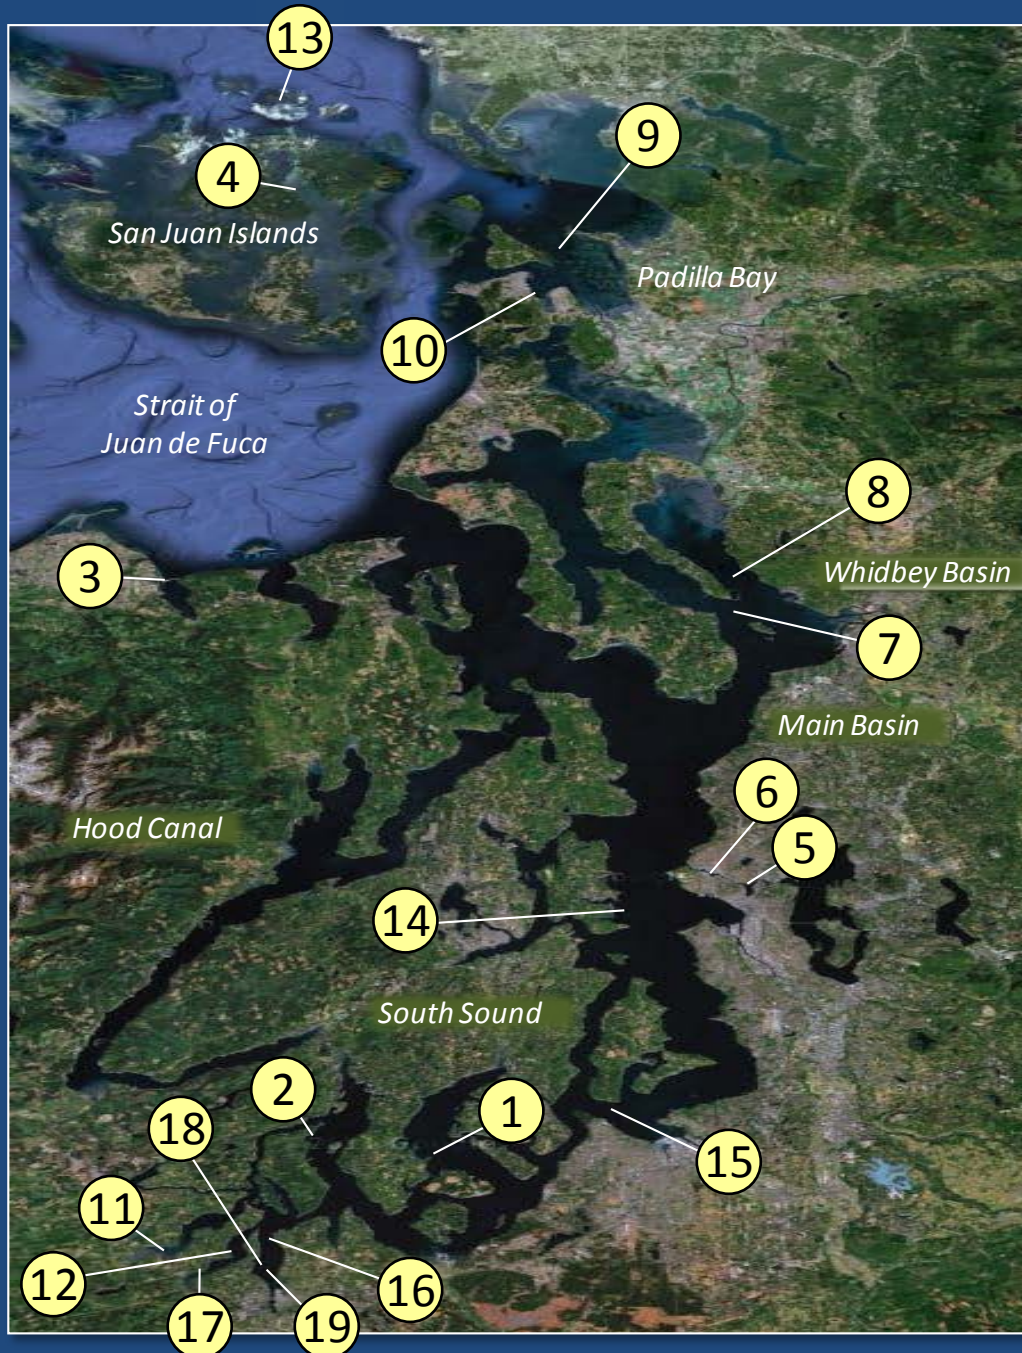 13
9
4
San Juan Islands
Padilla Bay
10
Strait of
Juan de Fuca
8
3
Whidbey Basin
7
Main Basin
6
Hood Canal
5
14
South Sound
2
1
18
15
11
12
16
17
19